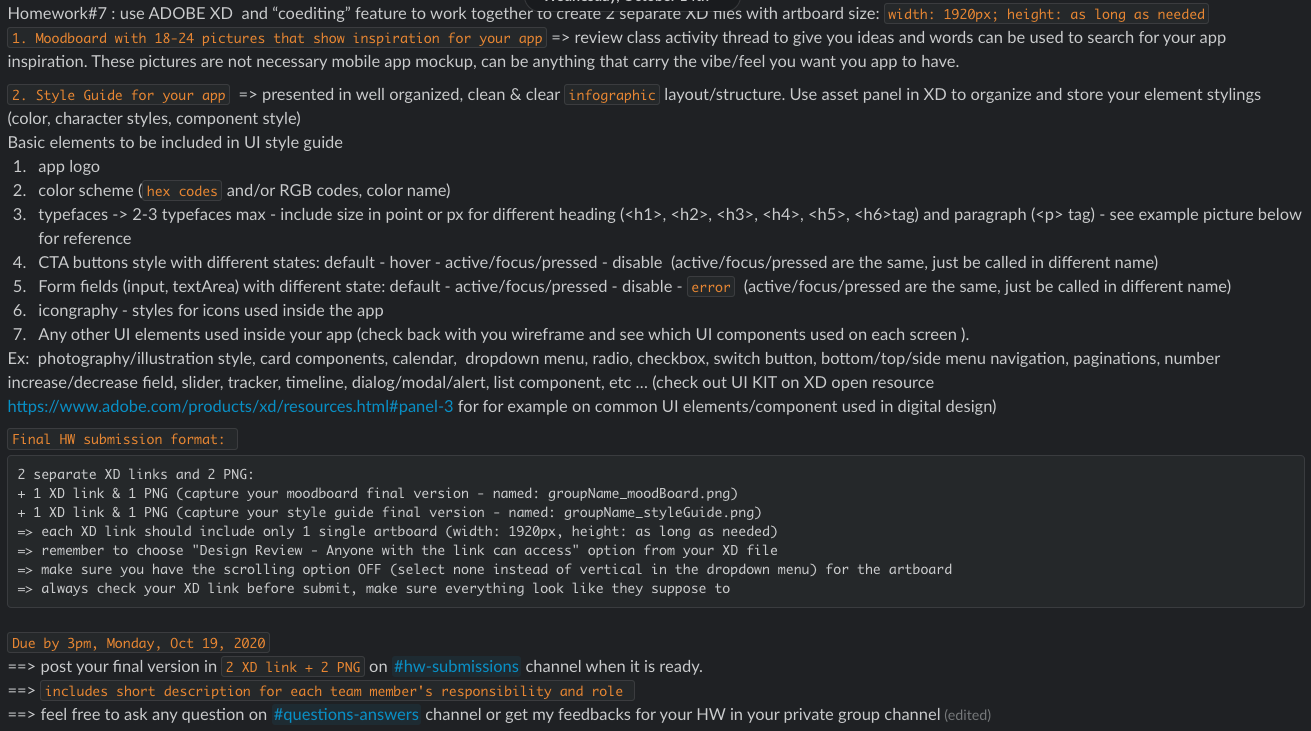 Homework#7 : use ADOBE XD and “coediting” feature to work together to create 2 separate XD files with artboard size: width: 1920px; height: as long as needed
1. Moodboard with 18-24 pictures that show inspiration for your app => review class activity thread to give you ideas and words can be used to search for your app
inspiration. These pictures are not necessary mobile app mockup, can be anything that carry the vibe/feel you want you app to have.
2. Style Guide for your app => presented in well organized, clean & clear infographic layout/structure. Use asset panel in XD to organize and store your element stylings
(color, character styles, component style)
Basic elements to be included in UI style guide
1. app logo
2. color scheme (hex codes and/or RGB codes, color name)
3. typefaces -> 2-3 typefaces max - include size in point or px for different heading (<h1>, <h2>, <h3>, <h4>, <h5>, <h6>tag) and paragraph (<p> tag) - see example picture below
for reference
4. CTA buttons style with different states: default - hover - active/focus/pressed - disable (active/focus/pressed are the same, just be called in different name)
5. Form fields (input, textArea) with different state: default - active/focus/pressed - disable - error (active/focus/pressed are the same, just be called in different name)
6. icongraphy - styles for icons used inside the app
7. Any other UI elements used inside your app (check back with you wireframe and see which UI components used on each screen ).
Ex: photography/illustration style, card components, calendar, dropdown menu, radio, checkbox, switch button, bottom/top/side menu navigation, paginations, number
increase/decrease field, slider, tracker, timeline, dialog/modal/alert, list component, etc ... (check out UI KIT on XD open resource
https://www.adobe.com/products/xd/resources.html#panel-3 for for example on common UI elements/component used in digital design)
Final HW submission format:
2 separate XD links and 2 PNG:
+ 1 XD link & 1 PNG (capture your moodboard final version - named: groupName_moodBoard.png)
+ 1 XD link & 1 PNG (capture your style guide final version - named: groupName_styleGuide.png)
=> each XD link should include only 1 single artboard (width: 1920px, height: as long as needed)
=> remember to choose "Design Review - Anyone with the link can access" option from your XD file
=> make sure you have the scrolling option OFF (select none instead of vertical in the dropdown menu) for the artboard
=> always check your XD link before submit, make sure everything look like they suppose to
Due by 3pm, Monday, Oct 19, 2020
==> post your final version in 2 XD link + 2 PNG on #hw-submissions channel when it is ready.
==> includes short description for each team member's responsibility and role
==> feel free to ask any question on #questions-answers channel or get my feedbacks for your HW in your private group channel (edited)